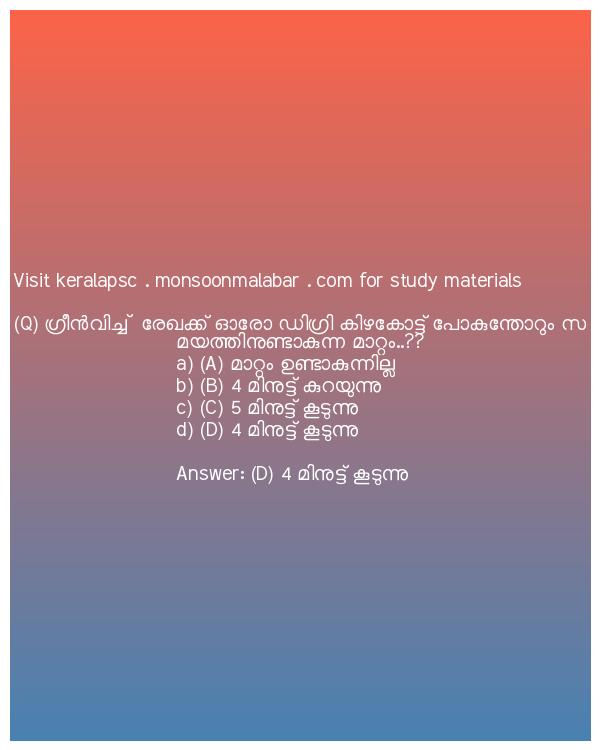 Visit keralapsc . monsoonmalabar . com for study materials
(Q) ഗ്രീൻവിച്ച്  രേഖക്ക് ഓരോ ഡിഗ്രി കിഴകോട്ട് പോകുന്തോറും സ
മയത്തിനുണ്ടാകുന്ന മാറ്റം..??
a) (A) മാറ്റം ഉണ്ടാകുന്നില്ല
b) (B) 4 മിനുട്ട് കുറയുന്നു
c) (C) 5 മിനുട്ട് കൂടുന്നു
d) (D) 4 മിനുട്ട് കൂടുന്നു
Answer: (D) 4 മിനുട്ട് കൂടുന്നു